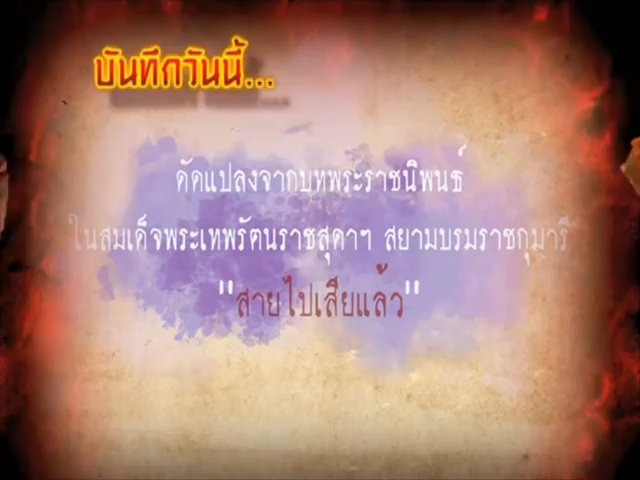 บันทึกวันนี้...
ดัดแปลงจากบทพระราชนิพนธ์
ในสมเด็จพระเทพรัตนราชสุดาฯ สยามบรมราชกุมารี
"สายไปเสียแล้ว"